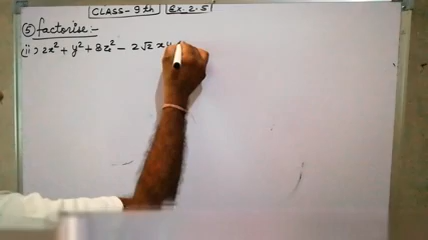 CLASS- 9th Ex. 2.5
⑤ factorise:-
(ii) 2x² + y² + 8z² - 2√2 xy